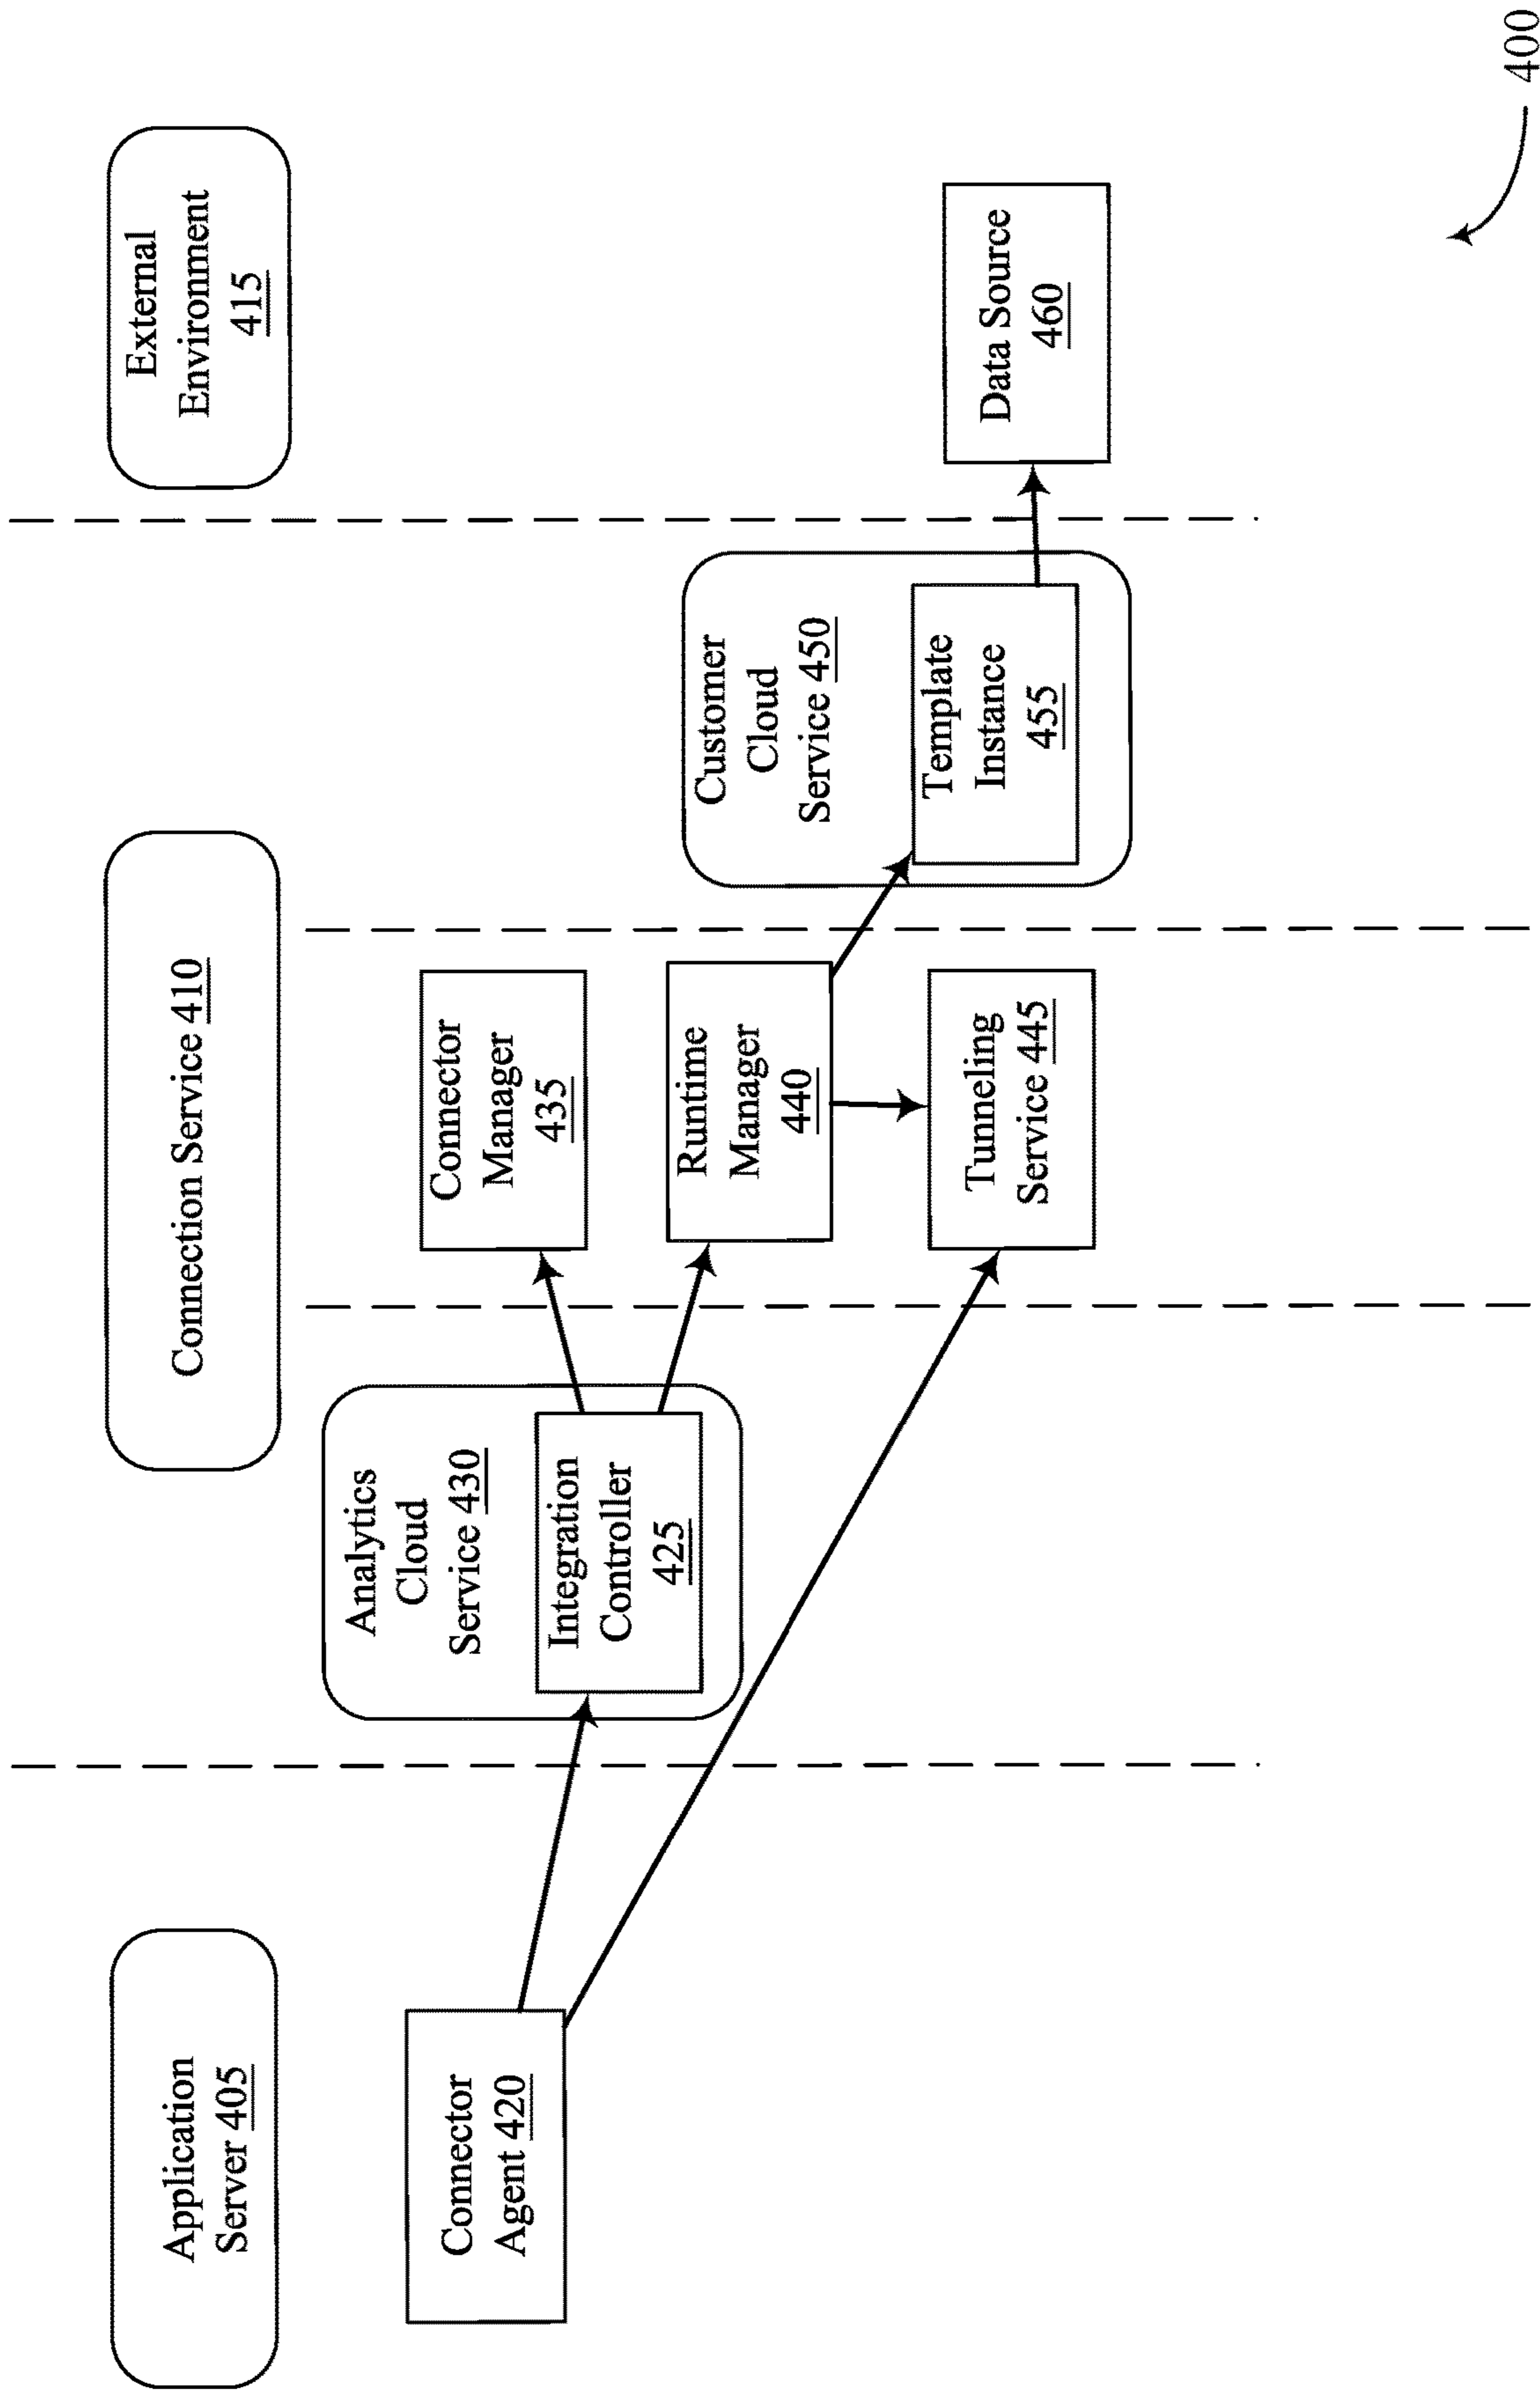 Application
Server 405
Connection Service 410
External
Environment
415
Connector
Agent 420
Analytics
Cloud
Service 430
Integration
Controller
425
Connector
Manager
435
Runtime
Manager
440
Tunneling
Service 445
Customer
Cloud
Service 450
Template
Instance
455
Data Source
460
400